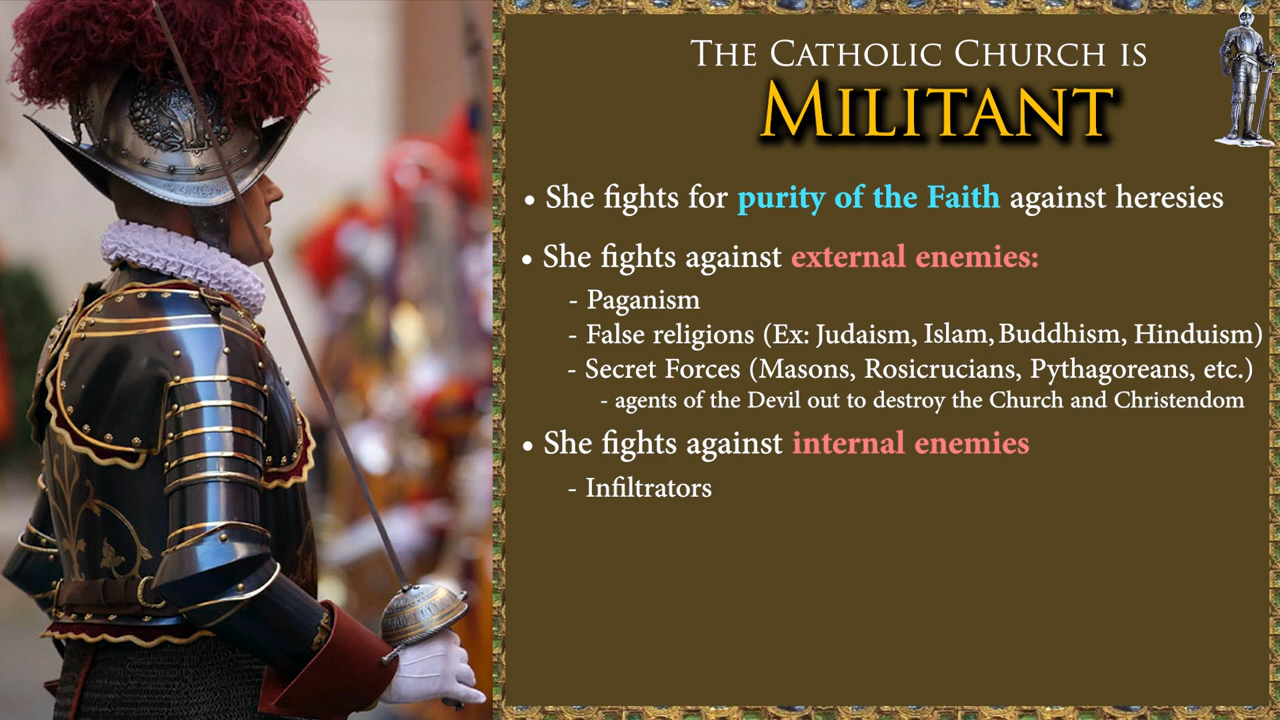 The Catholic Church is
Militant
• She fights for purity of the Faith against heresies
• She fights against external enemies:
- Paganism
- False religions (Ex: Judaism, Islam, Buddhism, Hinduism)
- Secret Forces (Masons, Rosicrucians, Pythagoreans, etc.)
- agents of the Devil out to destroy the Church and Christendom
• She fights against internal enemies
- Infiltrators